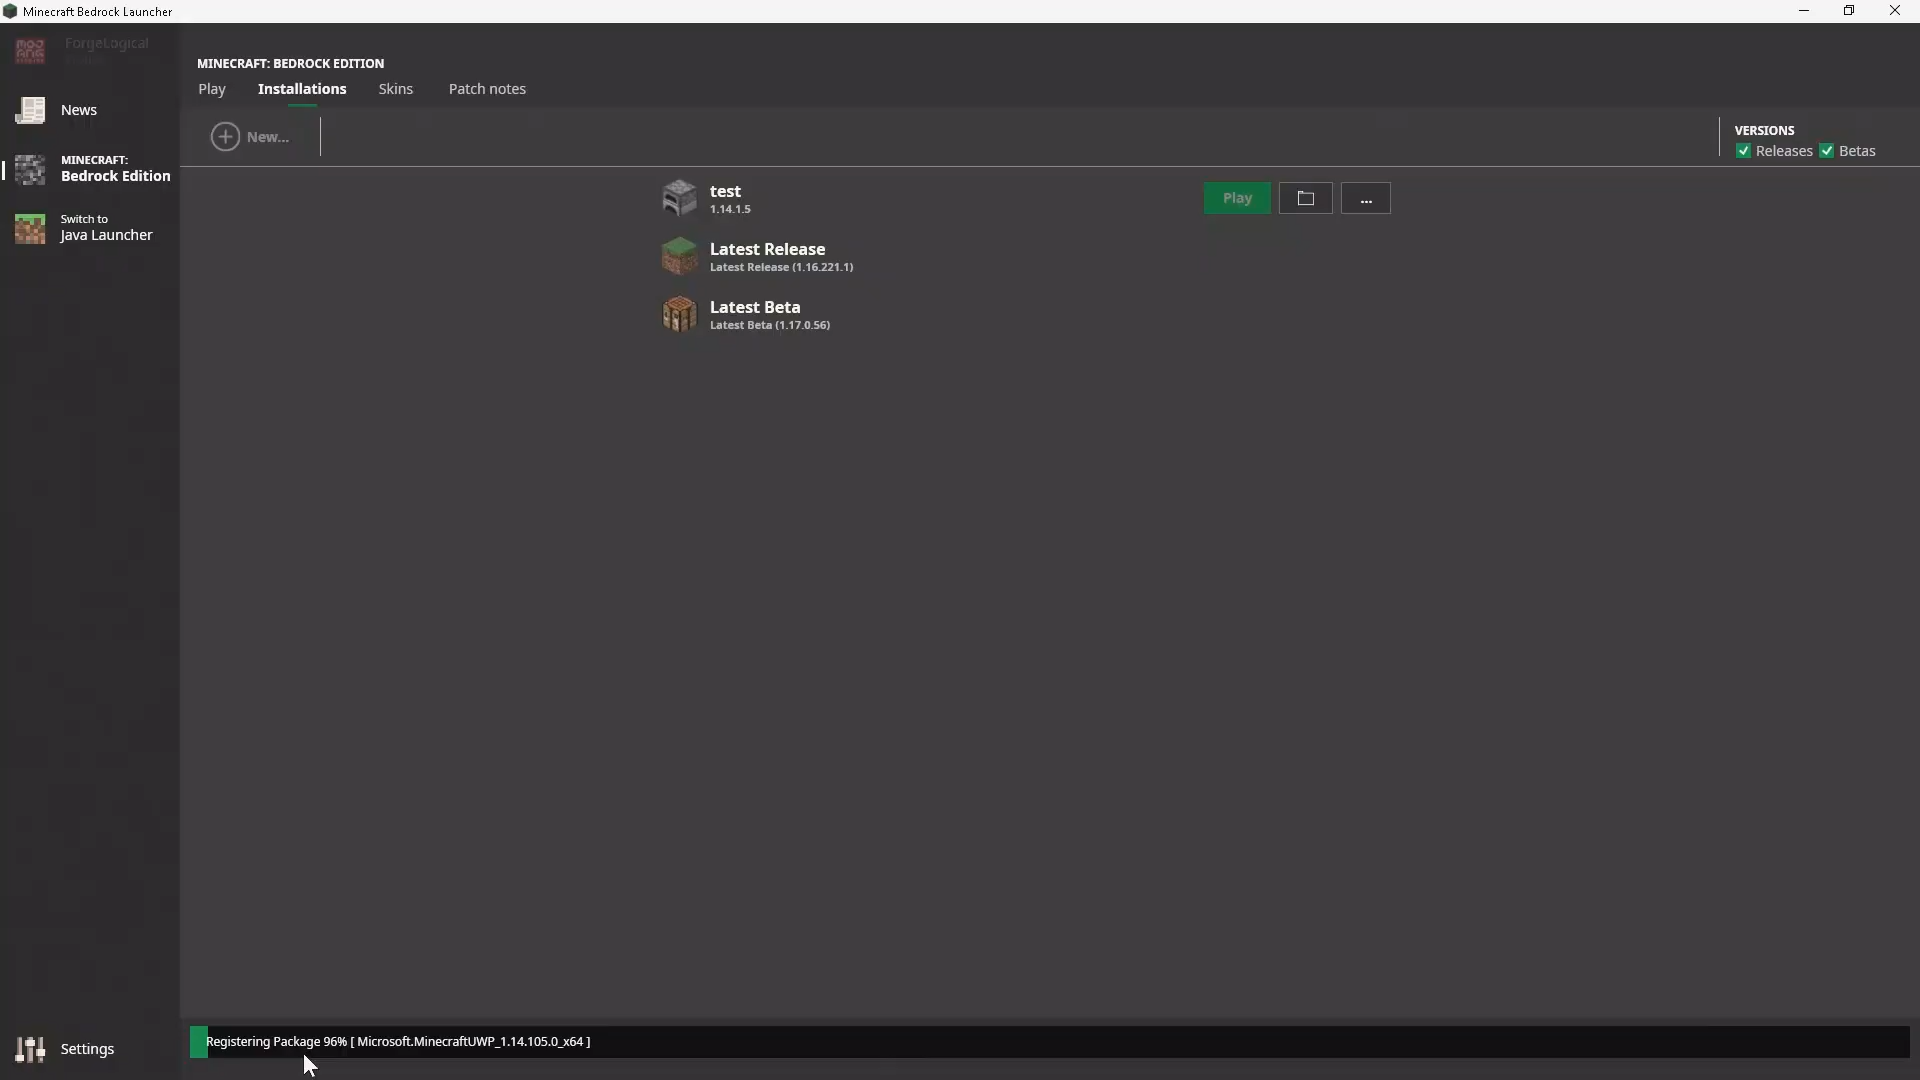 Minecraft Bedrock Launcher
ForgeLogical
News
MINECRAFT:
Bedrock Edition
Switch to
Java Launcher
Settings
MINECRAFT: BEDROCK EDITION
Play Installations Skins Patch notes
New...
VERSIONS
Releases Betas
test
1.14.1.5
Play ...
Latest Release
Latest Release (1.16.221.1)
Latest Beta
Latest Beta (1.17.0.56)
Registering Package 96% [ Microsoft.MinecraftUWP_1.14.105.0_x64 ]